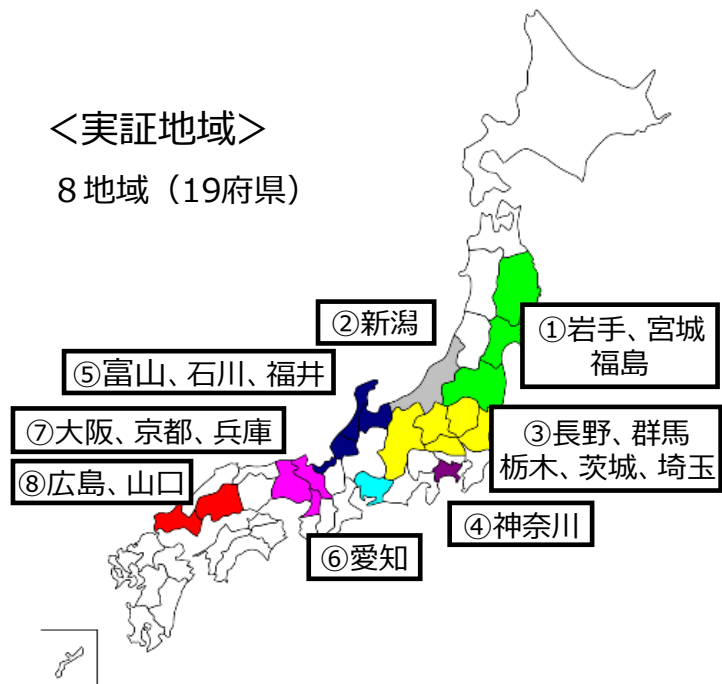 ＜実証地域＞
８地域（19府県）
②新潟
①岩手、宮城
福島
⑤富山、石川、福井
⑦大阪、京都、兵庫
③長野、群馬
栃木、茨城、埼玉
⑧広島、山口
④神奈川
⑥愛知